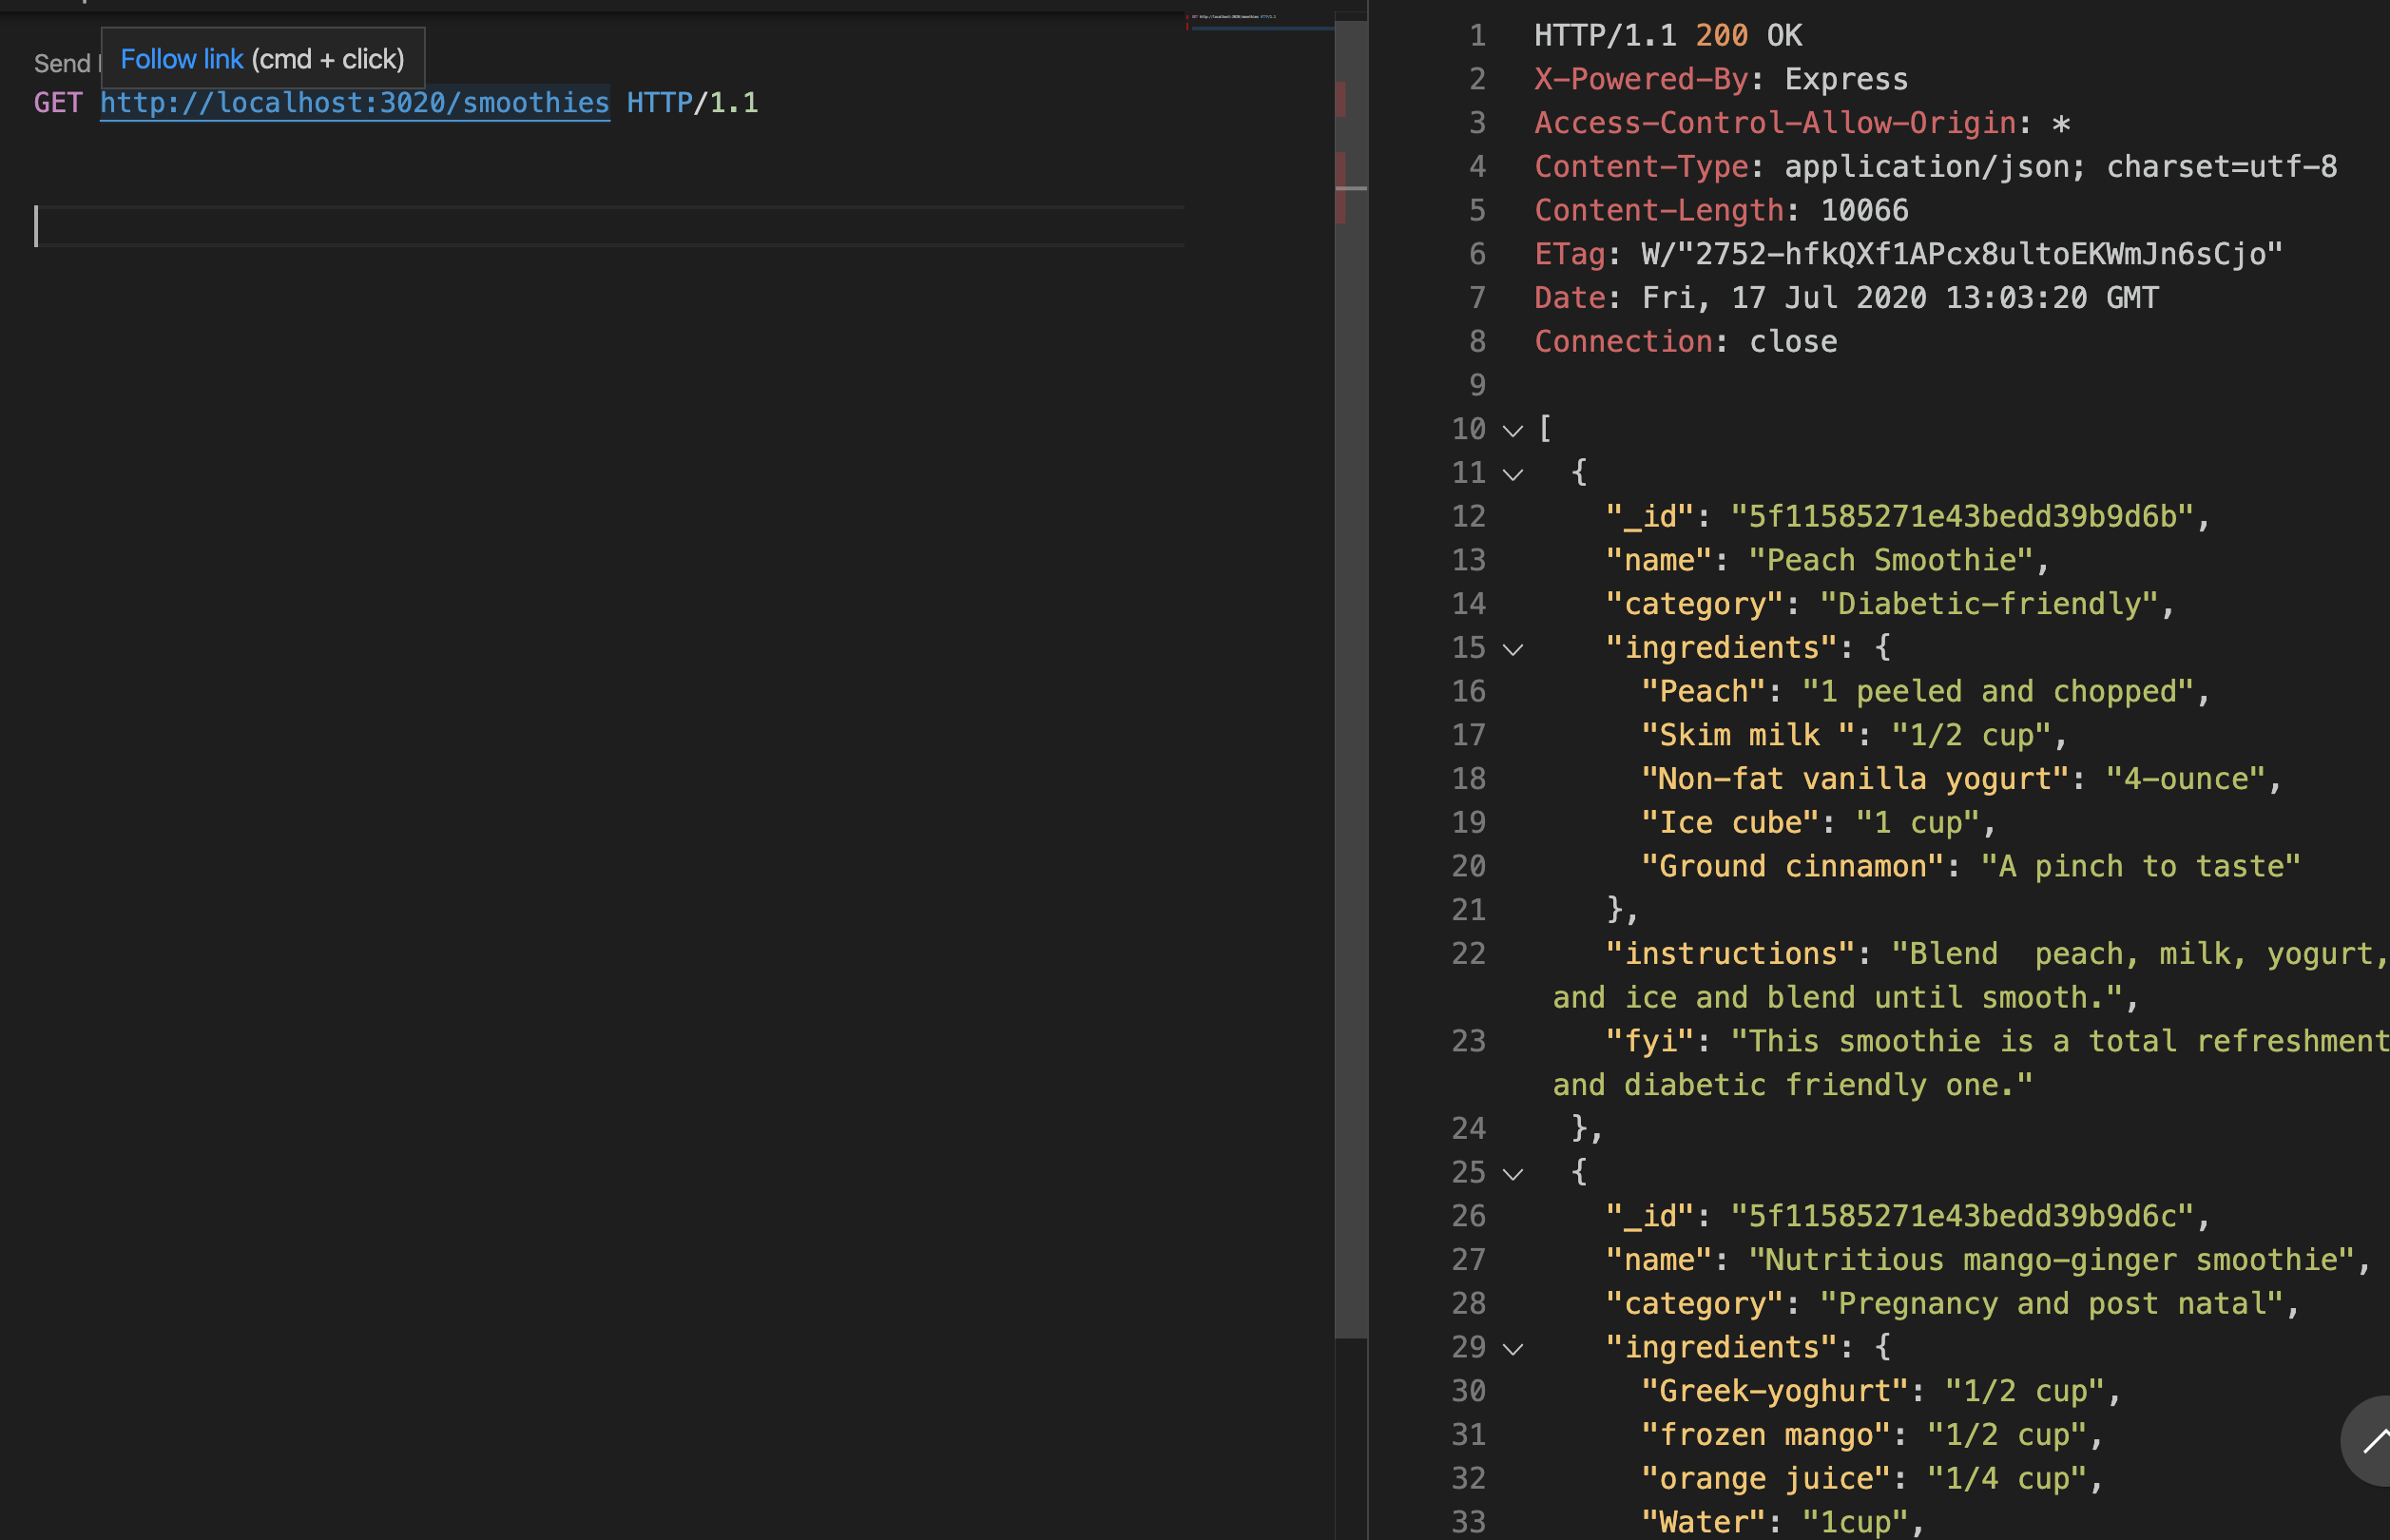 Send
Follow link (cmd + click)
GET http://localhost:3020/smoothies HTTP/1.1
GET http://localhost:3020/smoothies HTTP/1.1
1 HTTP/1.1 200 OK
2 X-Powered-By: Express
3 Access-Control-Allow-Origin: *
4 Content-Type: application/json; charset=utf-8
5 Content-Length: 10066
6 ETag: W/"2752-hfkQXf1APcx8ultoEKWmJn6sCjo"
7 Date: Fri, 17 Jul 2020 13:03:20 GMT
8 Connection: close
9
10 [
11 {
12 "_id": "5f11585271e43bedd39b9d6b",
13 "name": "Peach Smoothie",
14 "category": "Diabetic-friendly",
15 "ingredients": {
16 "Peach": "1 peeled and chopped",
17 "Skim milk ": "1/2 cup",
18 "Non-fat vanilla yogurt": "4-ounce",
19 "Ice cube": "1 cup",
20 "Ground cinnamon": "A pinch to taste"
21 },
22 "instructions": "Blend  peach, milk, yogurt,
and ice and blend until smooth.",
23 "fyi": "This smoothie is a total refreshment
and diabetic friendly one."
24 },
25 {
26 "_id": "5f11585271e43bedd39b9d6c",
27 "name": "Nutritious mango-ginger smoothie",
28 "category": "Pregnancy and post natal",
29 "ingredients": {
30 "Greek-yoghurt": "1/2 cup",
31 "frozen mango": "1/2 cup",
32 "orange juice": "1/4 cup",
33 "Water": "1cup",